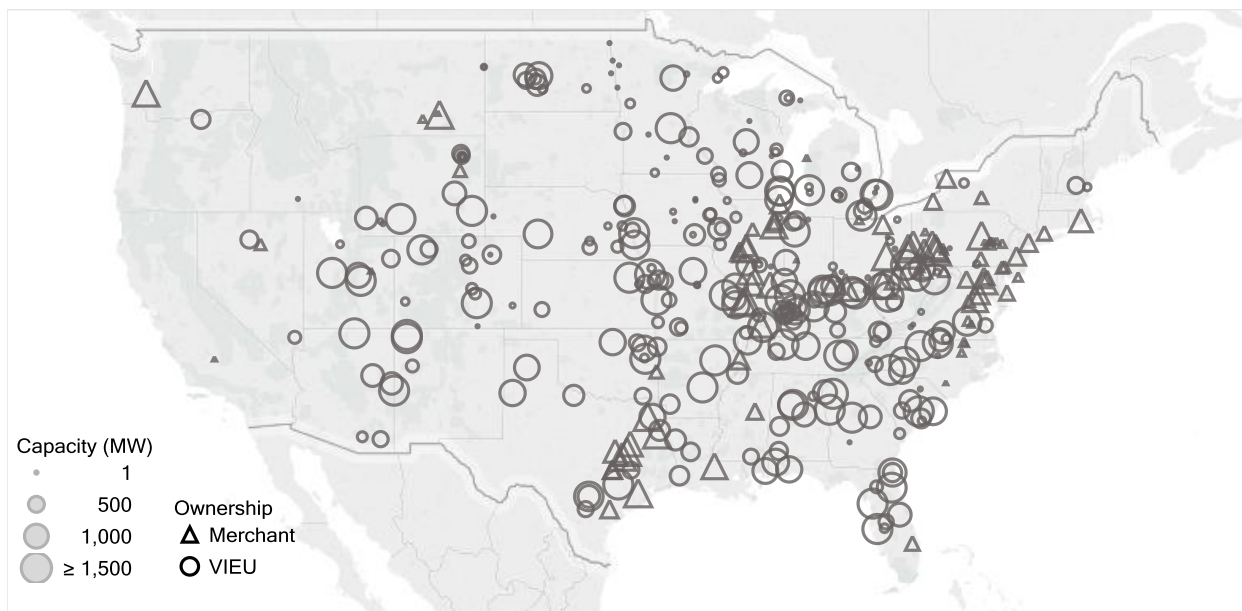 Capacity (MW)
1
500
Ownership
1,000
Merchant
≥ 1,500
VIEU